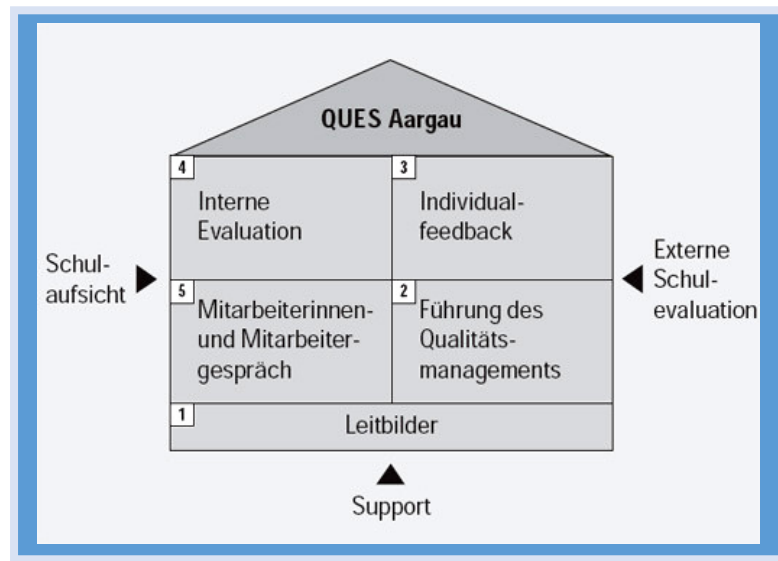 QUES Aargau
4
Interne
Evaluation
3
Individual-
feedback
Schul-
aufsicht
Externe
Schul-
evaluation
5
Mitarbeiterinnen-
und Mitarbeiter-
gespräch
2
Führung des
Qualitäts-
managements
1
Leitbilder
Support